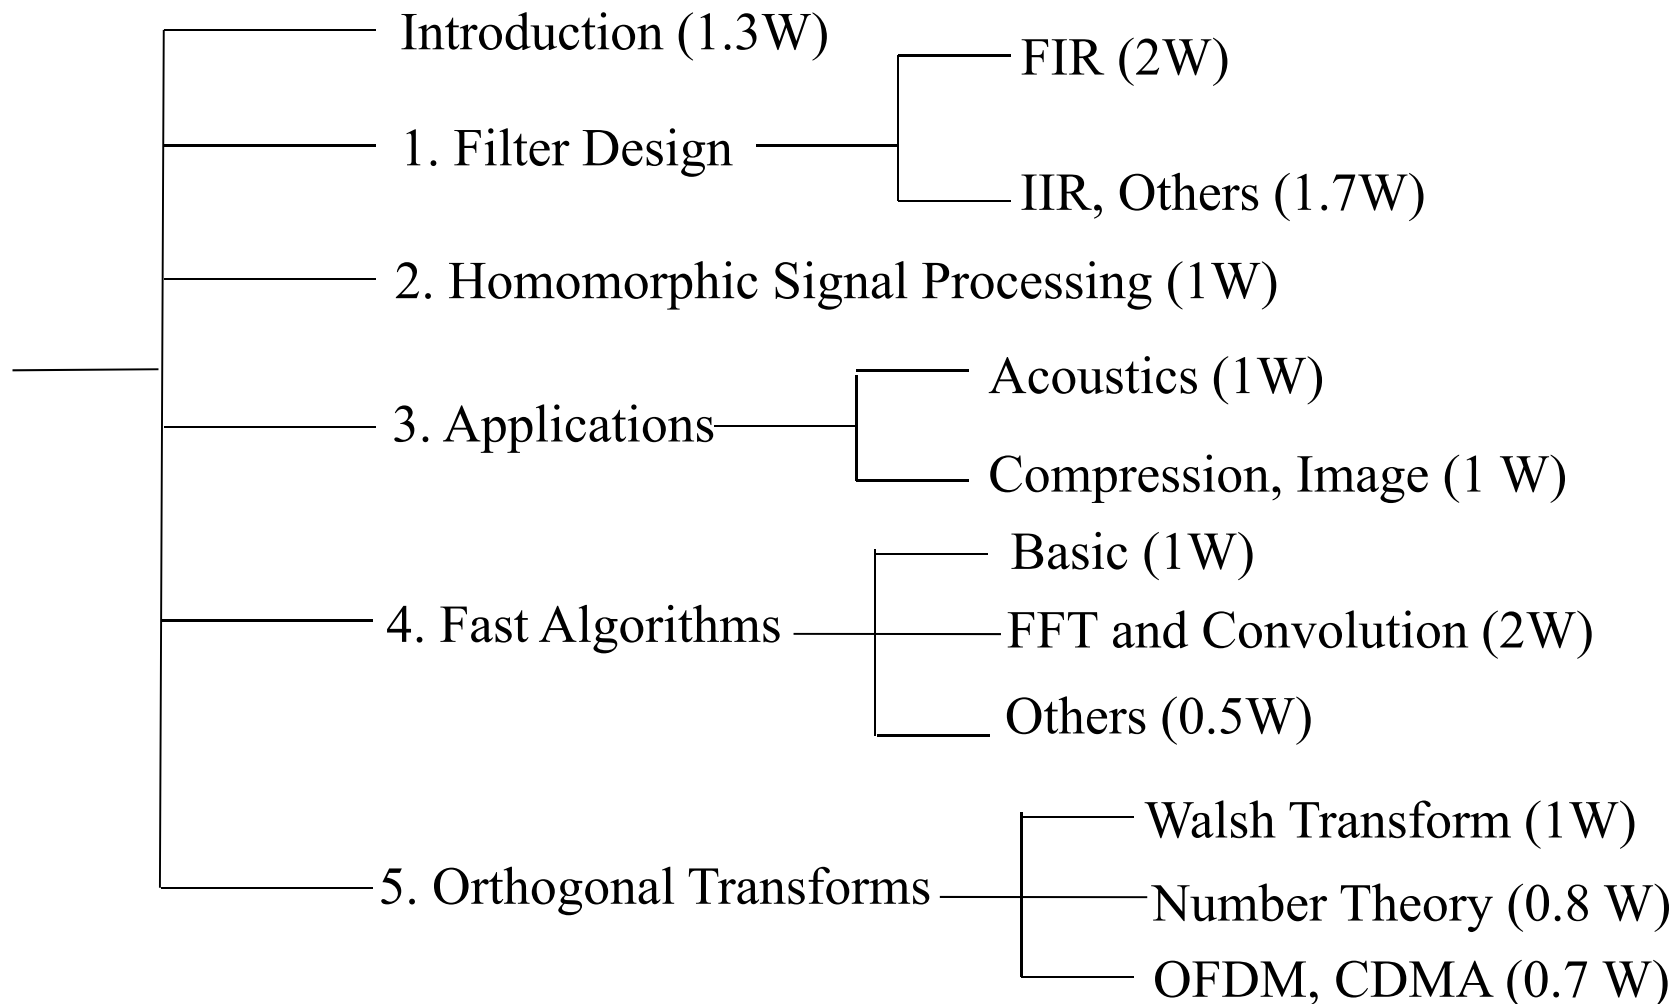 Introduction (1.3W)
1. Filter Design
FIR (2W)
IIR, Others (1.7W)
2. Homomorphic Signal Processing (1W)
3. Applications
Acoustics (1W)
Compression, Image (1 W)
4. Fast Algorithms
Basic (1W)
FFT and Convolution (2W)
Others (0.5W)
5. Orthogonal Transforms
Walsh Transform (1W)
Number Theory (0.8 W)
OFDM, CDMA (0.7 W)